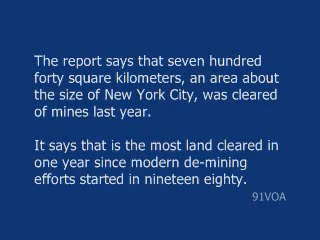 The report says that seven hundred
forty square kilometers, an area about
the size of New York City, was cleared
of mines last year.
It says that is the most land cleared in
one year since modern de-mining
efforts started in nineteen eighty.
91VOA